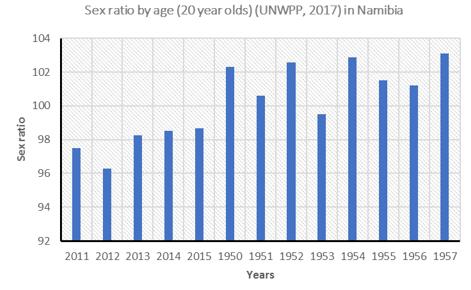 Sex ratio by age (20 year olds) (UNWPP, 2017) in Namibia
104
102
100
98
96
94
92
Sex ratio
2011 2012 2013 2014 2015 1950 1951 1952 1953 1954 1955 1956 1957
Years